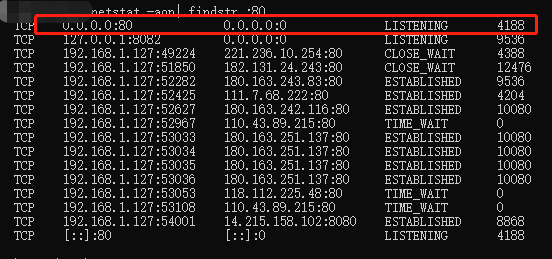 netstat -aon| findstr :80
TCP 0.0.0.0:80 0.0.0.0:0 LISTENING 4188
TCP 127.0.0.1:8082 0.0.0.0:0 LISTENING 9536
TCP 192.168.1.127:49224 221.236.10.254:80 CLOSE_WAIT 4388
TCP 192.168.1.127:51850 182.131.24.243:80 CLOSE_WAIT 12476
TCP 192.168.1.127:52282 180.163.243.83:80 ESTABLISHED 9536
TCP 192.168.1.127:52425 111.7.68.222:80 ESTABLISHED 4204
TCP 192.168.1.127:52627 180.163.242.116:80 ESTABLISHED 10080
TCP 192.168.1.127:52967 110.43.89.215:80 TIME_WAIT 0
TCP 192.168.1.127:53033 180.163.251.137:80 ESTABLISHED 10080
TCP 192.168.1.127:53034 180.163.251.137:80 ESTABLISHED 10080
TCP 192.168.1.127:53035 180.163.251.137:80 ESTABLISHED 10080
TCP 192.168.1.127:53036 180.163.251.137:80 ESTABLISHED 10080
TCP 192.168.1.127:53053 118.112.225.48:80 TIME_WAIT 0
TCP 192.168.1.127:53108 110.43.89.215:80 TIME_WAIT 0
TCP 192.168.1.127:54001 14.215.158.102:8080 ESTABLISHED 8868
TCP [::]:80 [::]:0 LISTENING 4188